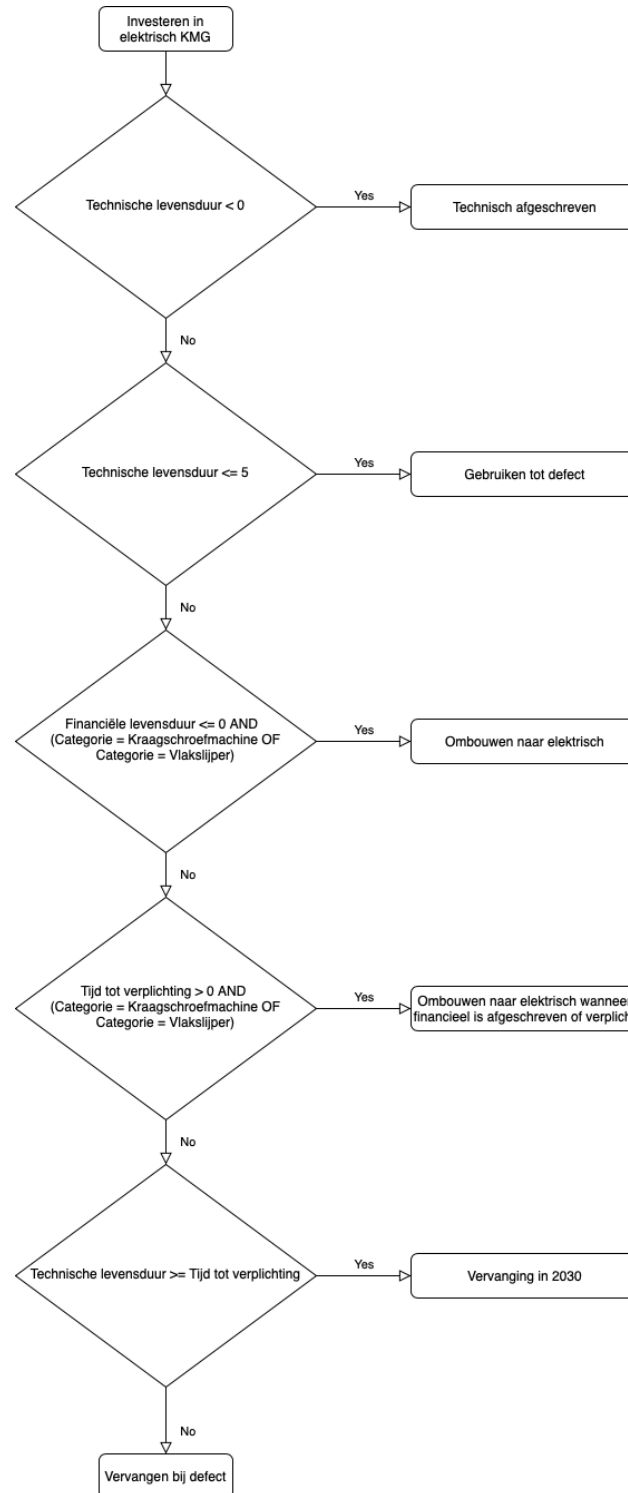 Investeren in
elektrisch KMG
Technische levensduur < 0
Yes
Technisch afgeschreven
No
Technische levensduur <= 5
Yes
Gebruiken tot defect
No
Financiële levensduur <= 0 AND
(Categorie = Kraagschroefmachine OF
Categorie = Vlakslijper)
Yes
Ombouwen naar elektrisch
No
Tijd tot verplichting > 0 AND
(Categorie = Kraagschroefmachine OF
Categorie = Vlakslijper)
Yes
Ombouwen naar elektrisch wanneer
financieel is afgeschreven of
No
Technische levensduur >= Tijd tot verplichting
Yes
Vervanging in 2030
No
Vervangen bij defect